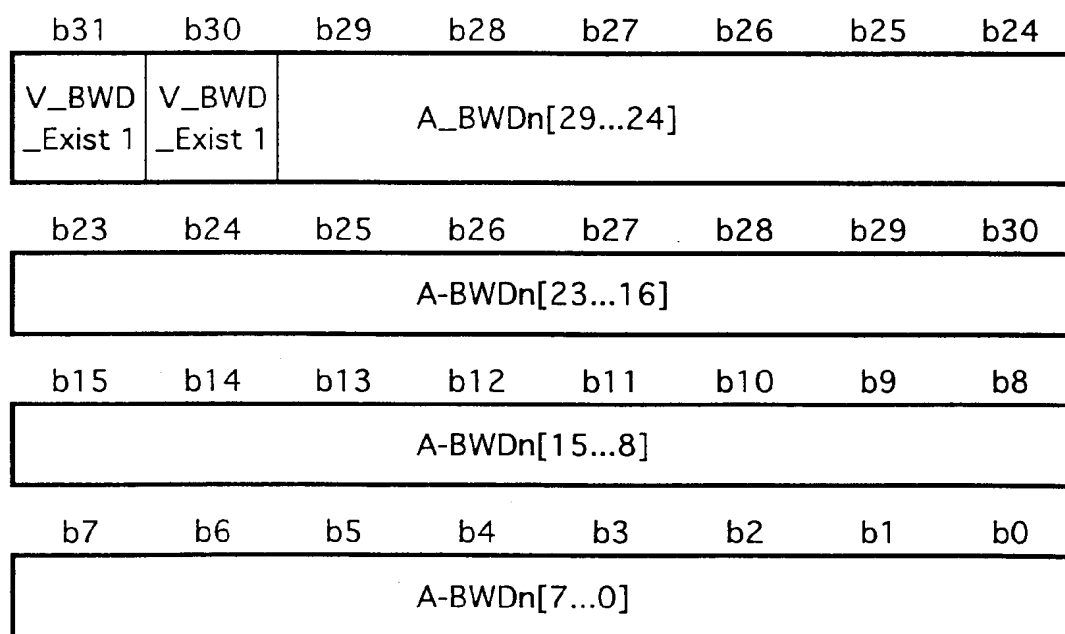 b31 b30 b29 b28 b27 b26 b25 b24
V_BWD V_BWD
_Exist 1 _Exist 1
A_BWDn[29...24]
b23 b24 b25 b26 b27 b28 b29 b30
A-BWDn[23...16]
b15 b14 b13 b12 b11 b10 b9 b8
A-BWDn[15...8]
b7 b6 b5 b4 b3 b2 b1 b0
A-BWDn[7...0]